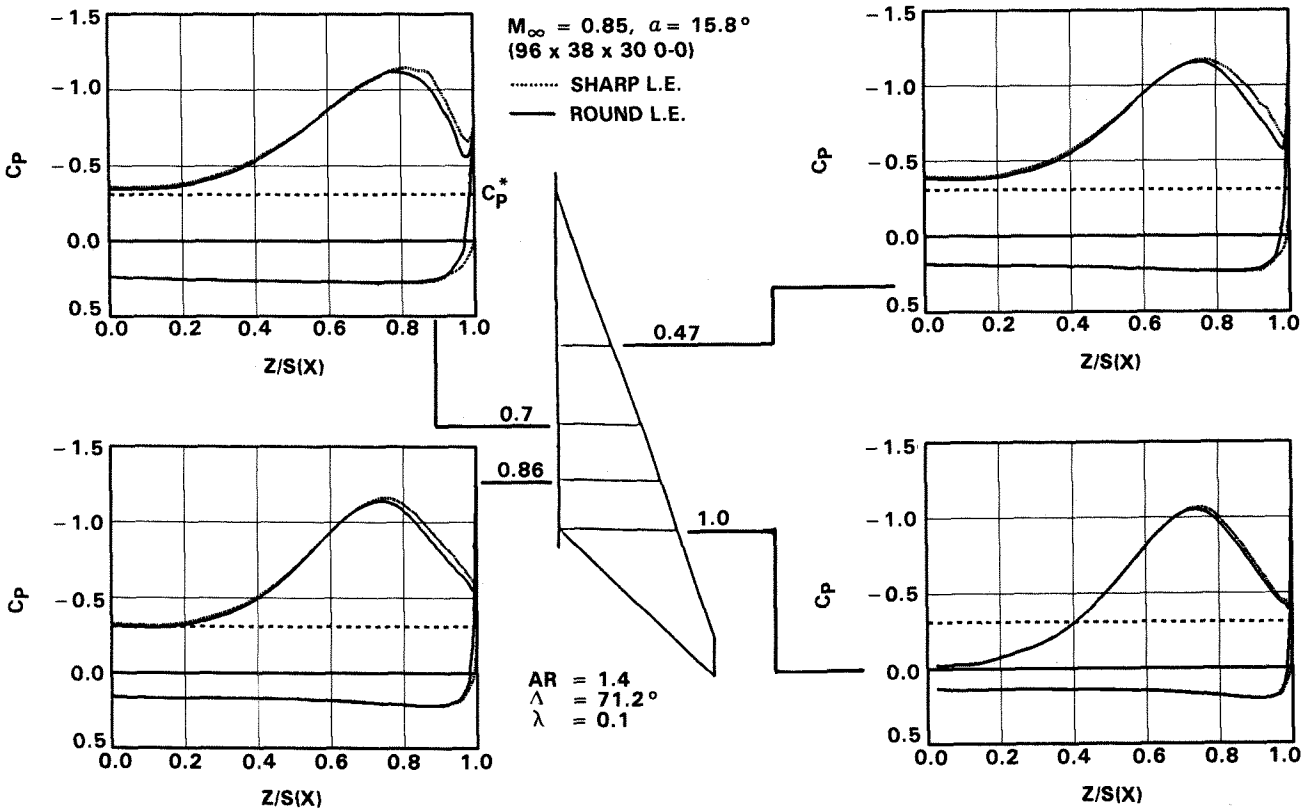 M∞ = 0.85, α = 15.8°
(96 x 38 x 30 0-0)
SHARP L.E.
ROUND L.E.
−1.5
−1.0
−0.5
0.0
0.5
CP
CP*
0.0 0.2 0.4 0.6 0.8 1.0
Z/S(X)
−1.5
−1.0
−0.5
0.0
0.5
CP
0.0 0.2 0.4 0.6 0.8 1.0
Z/S(X)
0.47
0.7
0.86
1.0
−1.5
−1.0
−0.5
0.0
0.5
CP
0.0 0.2 0.4 0.6 0.8 1.0
Z/S(X)
AR = 1.4
Λ = 71.2°
λ = 0.1
−1.5
−1.0
−0.5
0.0
0.5
CP
0.0 0.2 0.4 0.6 0.8 1.0
Z/S(X)